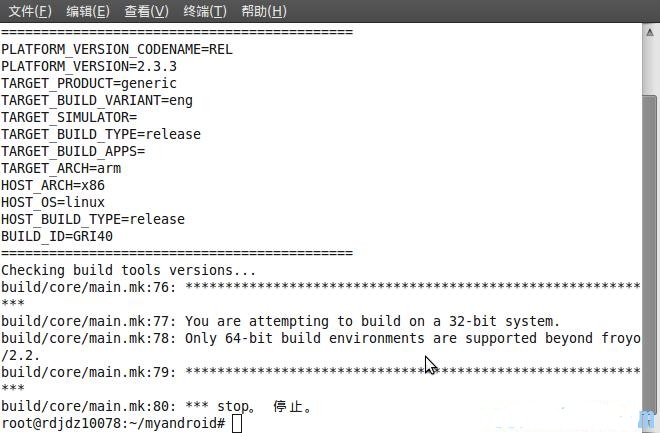 文件(F) 编辑(E) 查看(V) 终端(T) 帮助(H)
============================================
PLATFORM_VERSION_CODENAME=REL
PLATFORM_VERSION=2.3.3
TARGET_PRODUCT=generic
TARGET_BUILD_VARIANT=eng
TARGET_SIMULATOR=
TARGET_BUILD_TYPE=release
TARGET_BUILD_APPS=
TARGET_ARCH=arm
HOST_ARCH=x86
HOST_OS=linux
HOST_BUILD_TYPE=release
BUILD_ID=GRI40
============================================
Checking build tools versions...
build/core/main.mk:76: *********************************************************
***
build/core/main.mk:77: You are attempting to build on a 32-bit system.
build/core/main.mk:78: Only 64-bit build environments are supported beyond froyo
/2.2.
build/core/main.mk:79: *********************************************************
***
build/core/main.mk:80: *** stop。 停止。
root@rdjdz10078:~/myandroid#